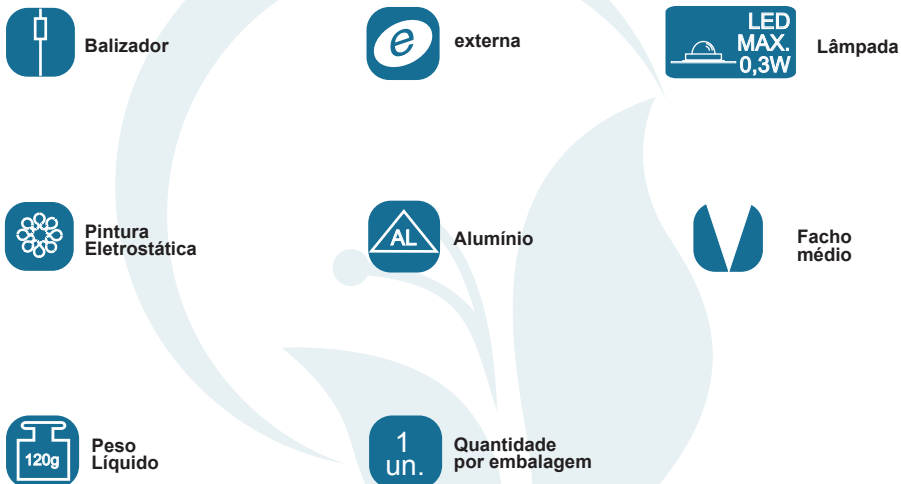 Balizador
e
externa
LED
MAX.
0,3W
Lâmpada
Pintura
Eletrostática
AL
Alumínio
Facho
médio
120g
Peso
Líquido
1
un.
Quantidade
por embalagem